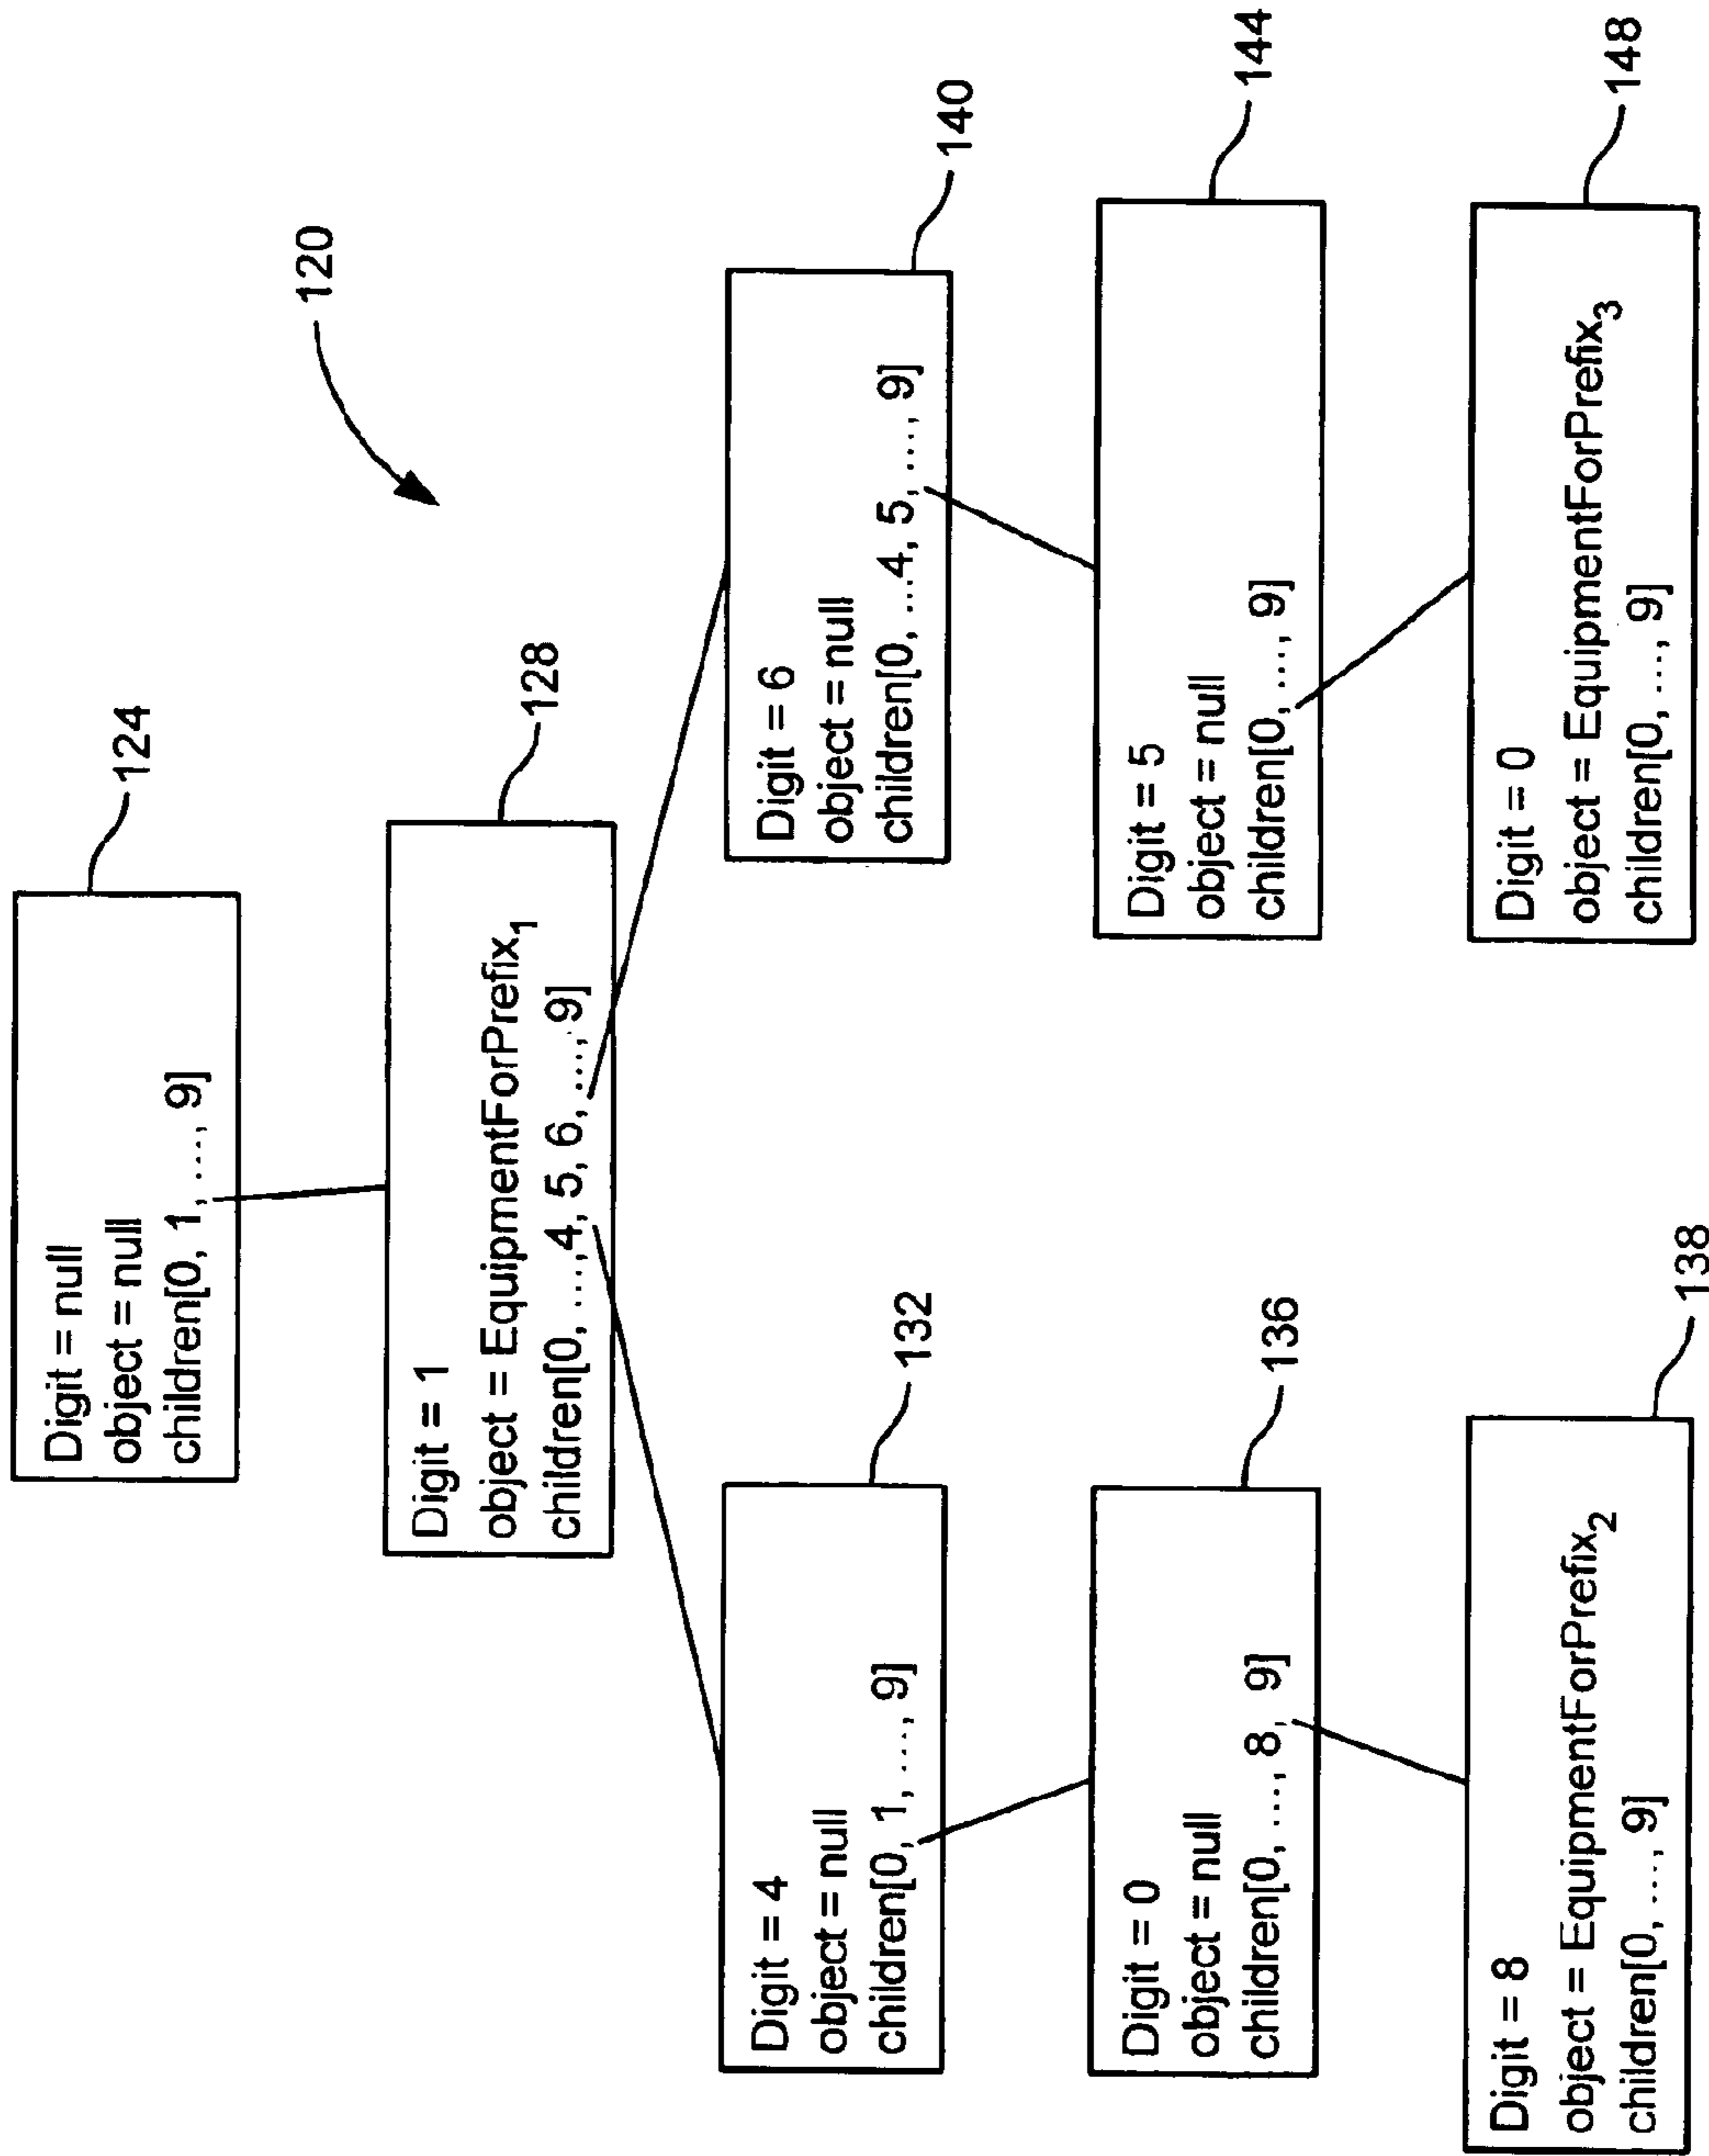 120
124
Digit = null
object = null
children[0, 1, ...., 9]
128
Digit = 1
object = EquipmentForPrefix1
children[0, ...,4, 5, 6, ..., 9]
132
Digit = 4
object = null
children[0, 1, ..., 9]
140
Digit = 6
object = null
children[0, ...4, 5, ..., 9]
136
Digit = 0
object = null
children[0, ..., 8, 9]
144
Digit = 5
object = null
children[0, ..., 9]
138
Digit = 8
object = EquipmentForPrefix2
children[0, ..., 9]
148
Digit = 0
object = EquipmentForPrefix3
children[0, ..., 9]